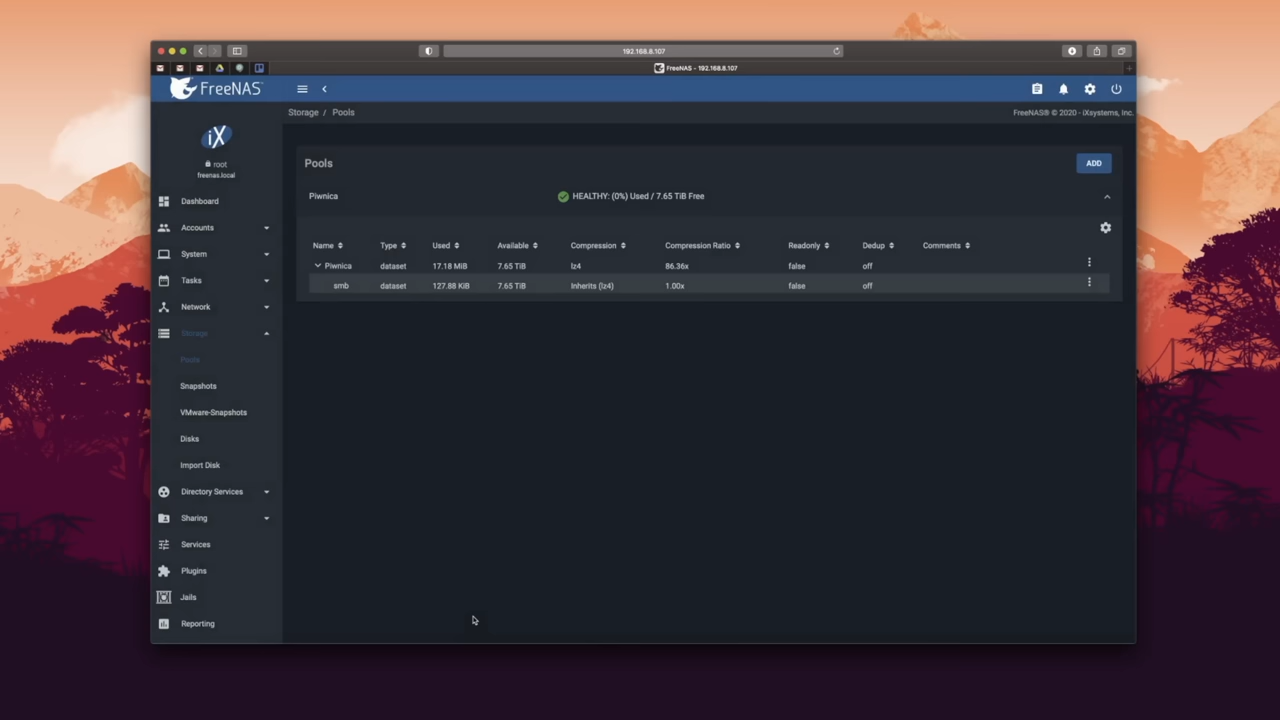 192.168.8.107
FreeNAS - 192.168.8.107
FreeNAS
Storage / Pools
FreeNAS® © 2020 - iXsystems, Inc.
iX
root
freenas.local
Dashboard
Accounts
System
Tasks
Network
Storage
Pools
Snapshots
VMware-Snapshots
Disks
Import Disk
Directory Services
Sharing
Services
Plugins
Jails
Reporting
Pools
ADD
Piwnica HEALTHY: (0%) Used / 7.65 TiB Free
Name Type Used Available Compression Compression Ratio Readonly Dedup Comments
Piwnica dataset 17.18 MiB 7.65 TiB lz4 86.36x false off
smb dataset 127.88 KiB 7.65 TiB Inherits (lz4) 1.00x false off